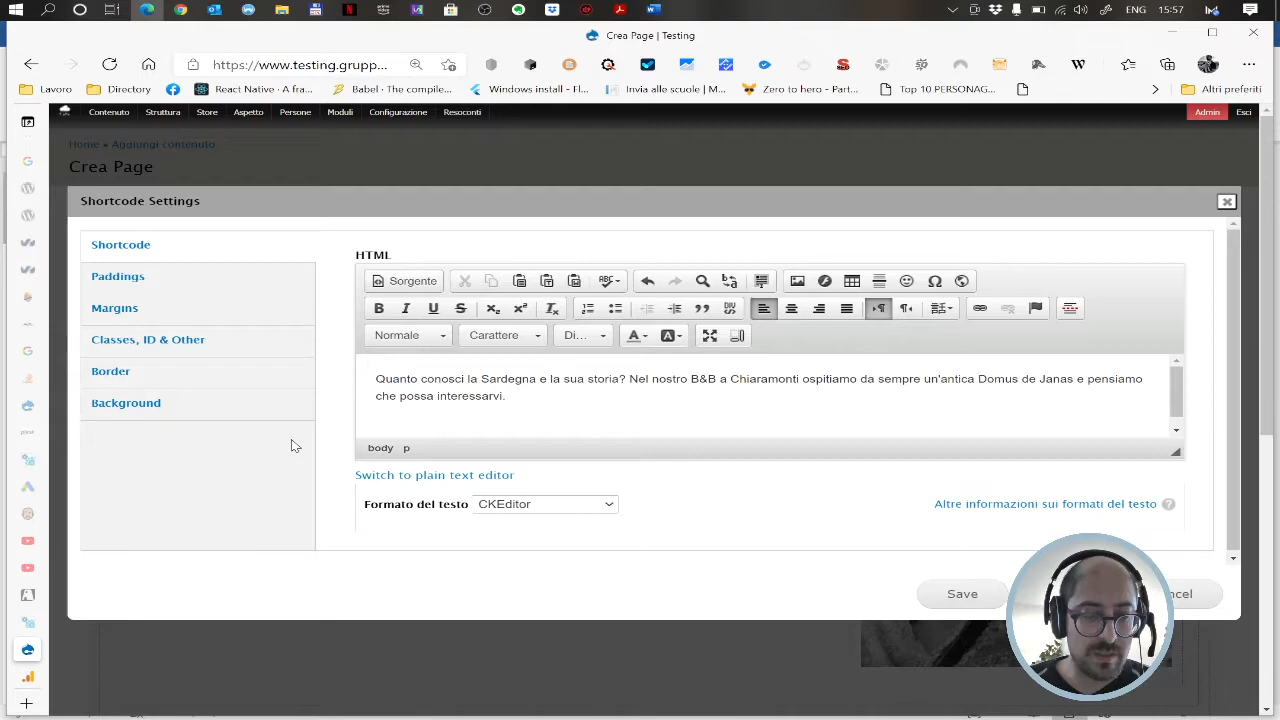 ENG
15:57
Crea Page | Testing
https://www.testing.grupp...
Lavoro
Directory
React Native · A fra...
Babel · The compile...
Windows install - Fl...
Invia alle scuole | M...
Zero to hero – Part...
Top 10 PERSONAG...
Altri preferiti
Contenuto
Struttura
Store
Aspetto
Persone
Moduli
Configurazione
Resoconti
Admin
Esci
Home » Aggiungi contenuto
Crea Page
Shortcode Settings
Shortcode
Paddings
Margins
Classes, ID & Other
Border
Background
HTML
Sorgente
Normale
Carattere
Di...
Quanto conosci la Sardegna e la sua storia? Nel nostro B&B a Chiaramonti ospitiamo da sempre un'antica Domus de Janas e pensiamo
che possa interessarvi.
body p
Switch to plain text editor
Formato del testo
CKEditor
Altre informazioni sui formati del testo
Save